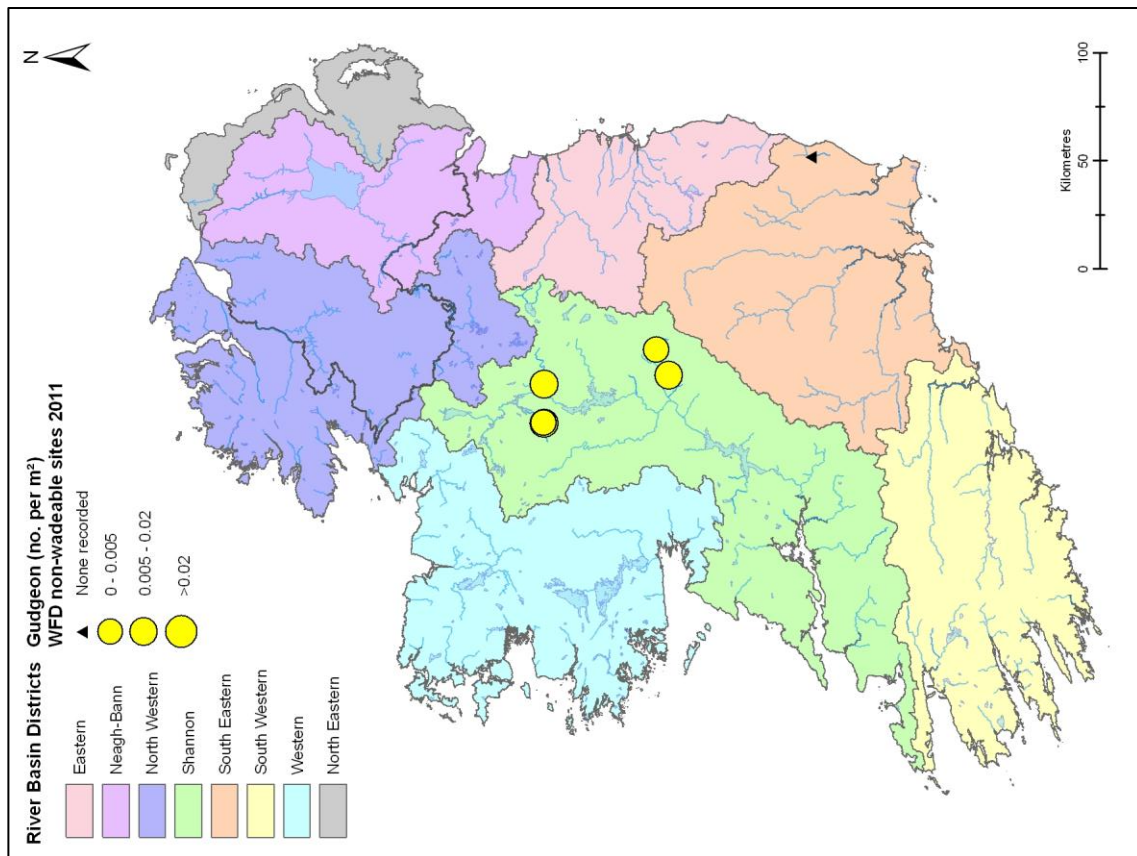 River Basin Districts
Eastern
Neagh-Bann
North Western
Shannon
South Eastern
South Western
Western
North Eastern
Gudgeon (no. per m²)
WFD non-wadeable sites 2011
None recorded
0 - 0.005
0.005 - 0.02
>0.02
N
0 50 100
Kilometres